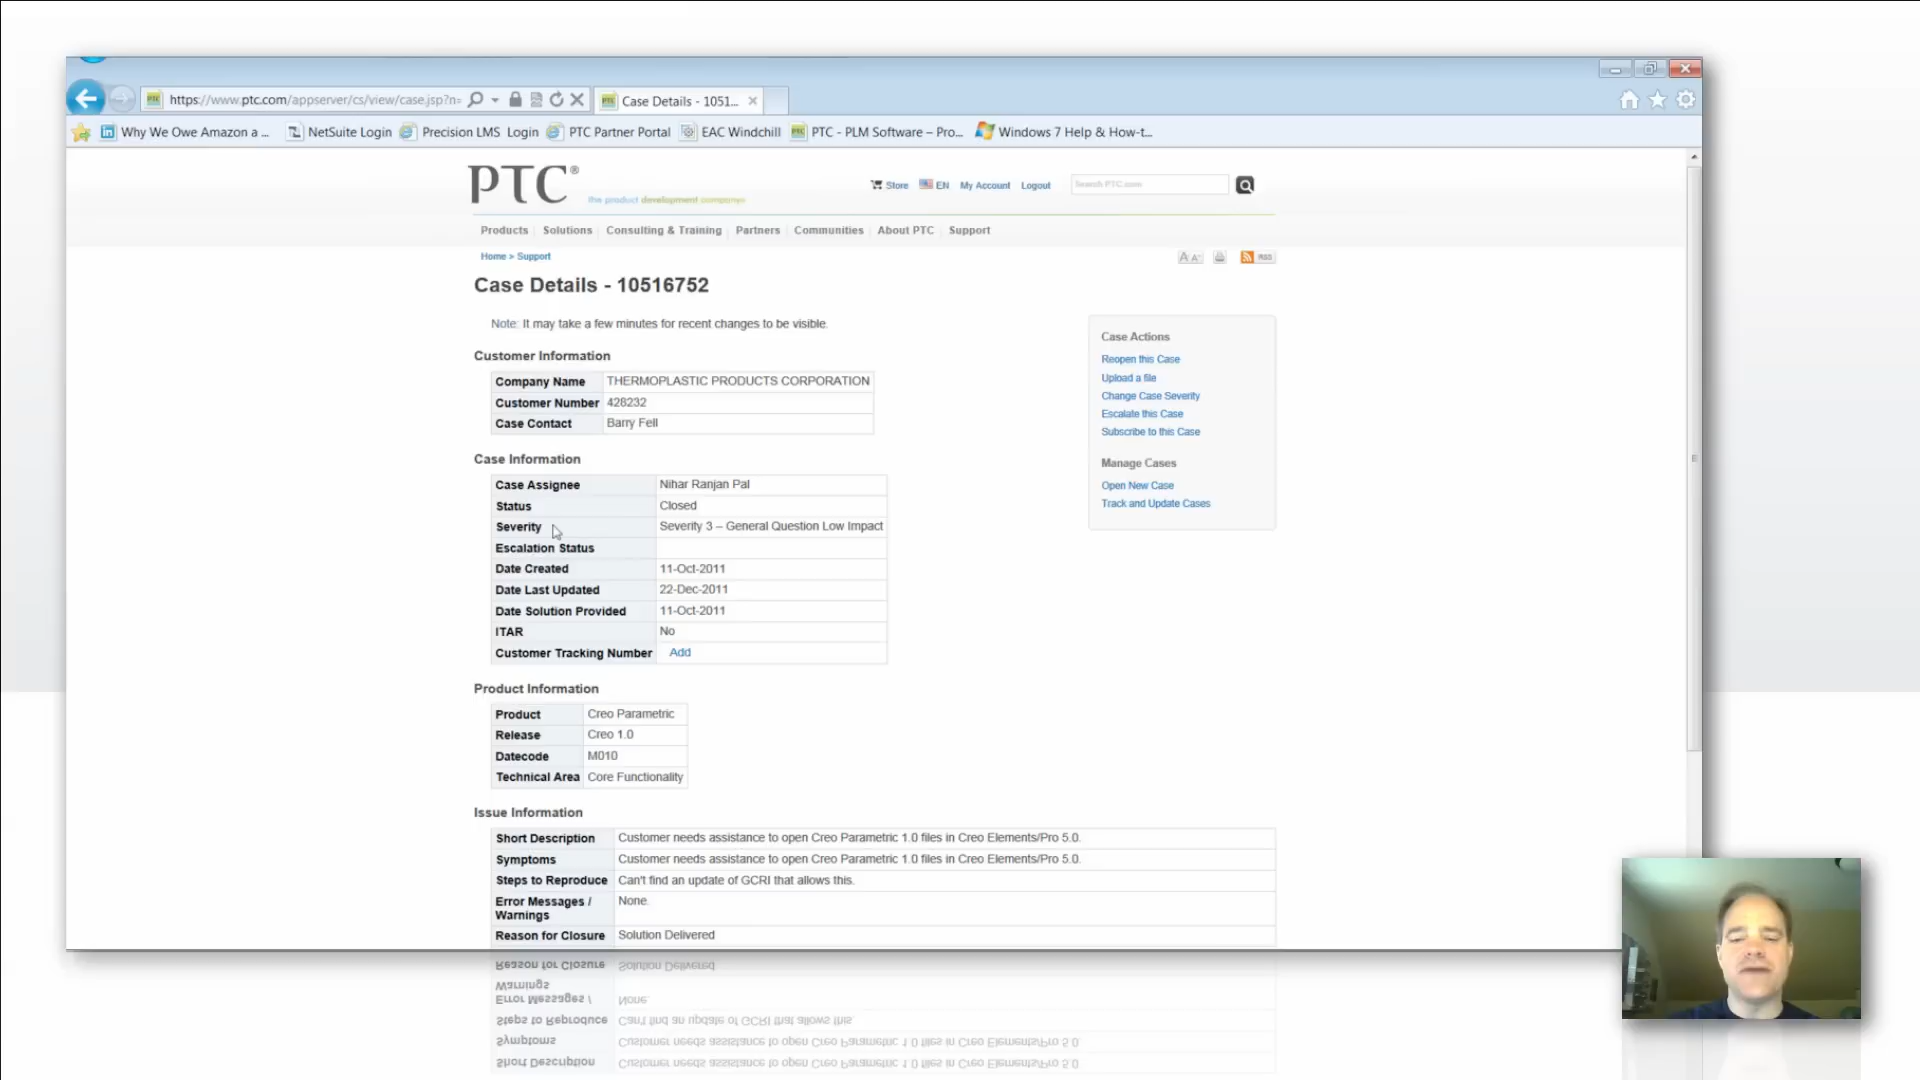 https://www.ptc.com/appserver/cs/view/case.jsp?n=
Case Details - 1051...
Why We Owe Amazon a ...
NetSuite Login
Precision LMS Login
PTC Partner Portal
EAC Windchill
PTC - PLM Software – Pro...
Windows 7 Help & How-t...
PTC®
the product development company®
Store
EN
My Account
Logout
Search PTC.com
Products
Solutions
Consulting & Training
Partners
Communities
About PTC
Support
Home > Support
A A+
RSS
Case Details - 10516752
Note: It may take a few minutes for recent changes to be visible.
Customer Information
Company Name THERMOPLASTIC PRODUCTS CORPORATION
Customer Number 428232
Case Contact Barry Fell
Case Information
Case Assignee Nihar Ranjan Pal
Status Closed
Severity Severity 3 – General Question Low Impact
Escalation Status
Date Created 11-Oct-2011
Date Last Updated 22-Dec-2011
Date Solution Provided 11-Oct-2011
ITAR No
Customer Tracking Number Add
Product Information
Product Creo Parametric
Release Creo 1.0
Datecode M010
Technical Area Core Functionality
Issue Information
Short Description Customer needs assistance to open Creo Parametric 1.0 files in Creo Elements/Pro 5.0.
Symptoms Customer needs assistance to open Creo Parametric 1.0 files in Creo Elements/Pro 5.0.
Steps to Reproduce Can't find an update of GCRI that allows this.
Error Messages / Warnings None.
Reason for Closure Solution Delivered
Case Actions
Reopen this Case
Upload a file
Change Case Severity
Escalate this Case
Subscribe to this Case
Manage Cases
Open New Case
Track and Update Cases